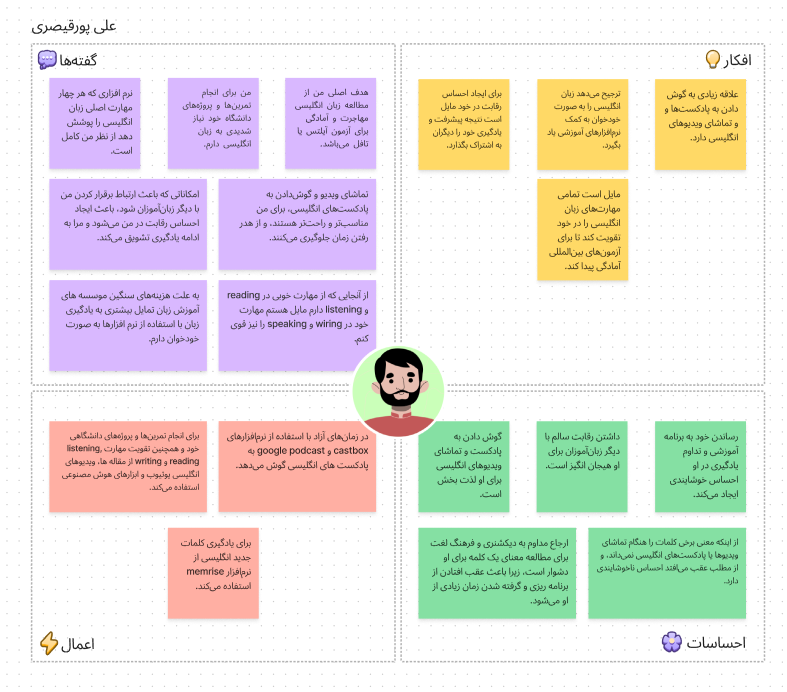 علی پورقیصری
افکار
علاقه زیادی به گوش
دادن به پادکست‌ها و
و تماشای ویدیوهای
انگلیسی دارد.
ترجیح می‌دهد زبان
انگلیسی را به صورت
خودخوان به کمک
نرم‌افزارهای آموزشی یاد
بگیرد.
برای ایجاد احساس
رقابت در خود مایل
است نتیجه پیشرفت و
یادگیری خود را دیگران
به اشتراک بگذارد.
مایل است تمامی
مهارت‌های زبان
انگلیسی را در خود
تقویت کند تا برای
آزمون‌های بین‌المللی
آمادگی پیدا کند.
گفته‌ها
هدف اصلی من از
مطالعه زبان انگلیسی
مهاجرت و آمادگی
برای آزمون آیلتس یا
تافل می‌باشد.
من برای انجام
تمرین‌ها و پروژه‌های
دانشگاه خود نیاز
شدیدی به زبان
انگلیسی دارم.
نرم افزاری که هر چهار
مهارت اصلی زبان
انگلیسی را پوشش
دهد از نظر من کامل
است.
تماشای ویدیو و گوش‌دادن به
پادکست‌های انگلیسی، برای من
مناسب‌تر و راحت‌تر هستند، و از هدر
رفتن زمان جلوگیری می‌کنند.
امکاناتی که باعث ارتباط برقرار کردن من
با دیگر زبان‌آموزان شود، باعث ایجاد
احساس رقابت در من می‌شود و مرا به
ادامه یادگیری تشویق می‌کند.
از آنجایی که از مهارت خوبی در reading
و listening دارم مایل هستم مهارت
خود در wiring و speaking را نیز قوی
کنم.
به علت هزینه‌های سنگین موسسه های
آموزش زبان تمایل بیشتری به یادگیری
زبان با استفاده از نرم افزارها به صورت
خودخوان دارم.
رساندن خود به برنامه
آموزشی و تداوم
یادگیری در او
احساس خوشایندی
ایجاد می‌کند.
داشتن رقابت سالم با
دیگر زبان‌آموزان برای
او هیجان انگیز است.
گوش دادن به
پادکست و تماشای
ویدیوهای انگلیسی
برای او لذت بخش
است.
از اینکه معنی برخی کلمات را هنگام تماشای
ویدیوها یا پادکست‌های انگلیسی نمی‌داند، و
از مطلب عقب می‌افتد احساس ناخوشایندی
دارد.
ارجاع مداوم به دیکشنری و فرهنگ لغت
برای مطالعه معنای یک کلمه برای او
دشوار است، زیرا باعث عقب افتادن از
برنامه ریزی و گرفته شدن زمان زیادی از
او می‌شود.
احساسات
در زمان‌های آزاد با استفاده از نرم‌افزارهای
castbox و google podcast به
پادکست های انگلیسی گوش می‌دهد.
برای انجام تمرین‌ها و پروژه‌های دانشگاهی
خود و همچنین تقویت مهارت listening,
reading و writing از مقاله ها، ویدیوهای
انگلیسی یوتیوب و ابزارهای هوش مصنوعی
استفاده می‌کند.
برای یادگیری کلمات
جدید انگلیسی از
نرم‌افزار memrise
استفاده می‌کند.
اعمال